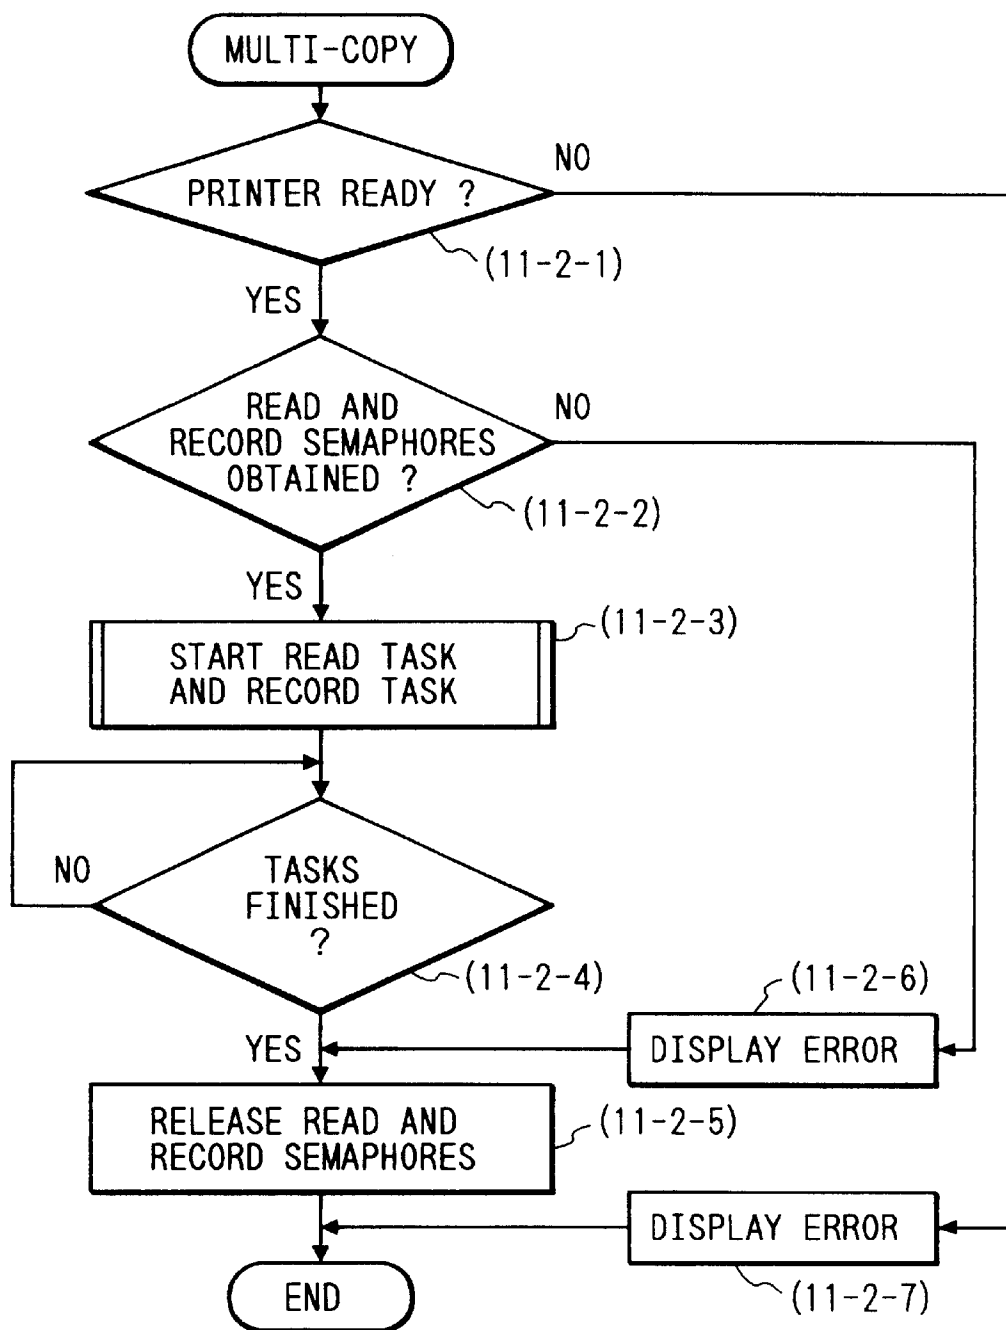 MULTI-COPY
NO
PRINTER READY ?
(11-2-1)
YES
READ AND
RECORD SEMAPHORES
OBTAINED ?
NO
(11-2-2)
YES
(11-2-3)
START READ TASK
AND RECORD TASK
NO
TASKS
FINISHED
?
(11-2-4)
(11-2-6)
YES
DISPLAY ERROR
RELEASE READ AND
RECORD SEMAPHORES
(11-2-5)
DISPLAY ERROR
(11-2-7)
END